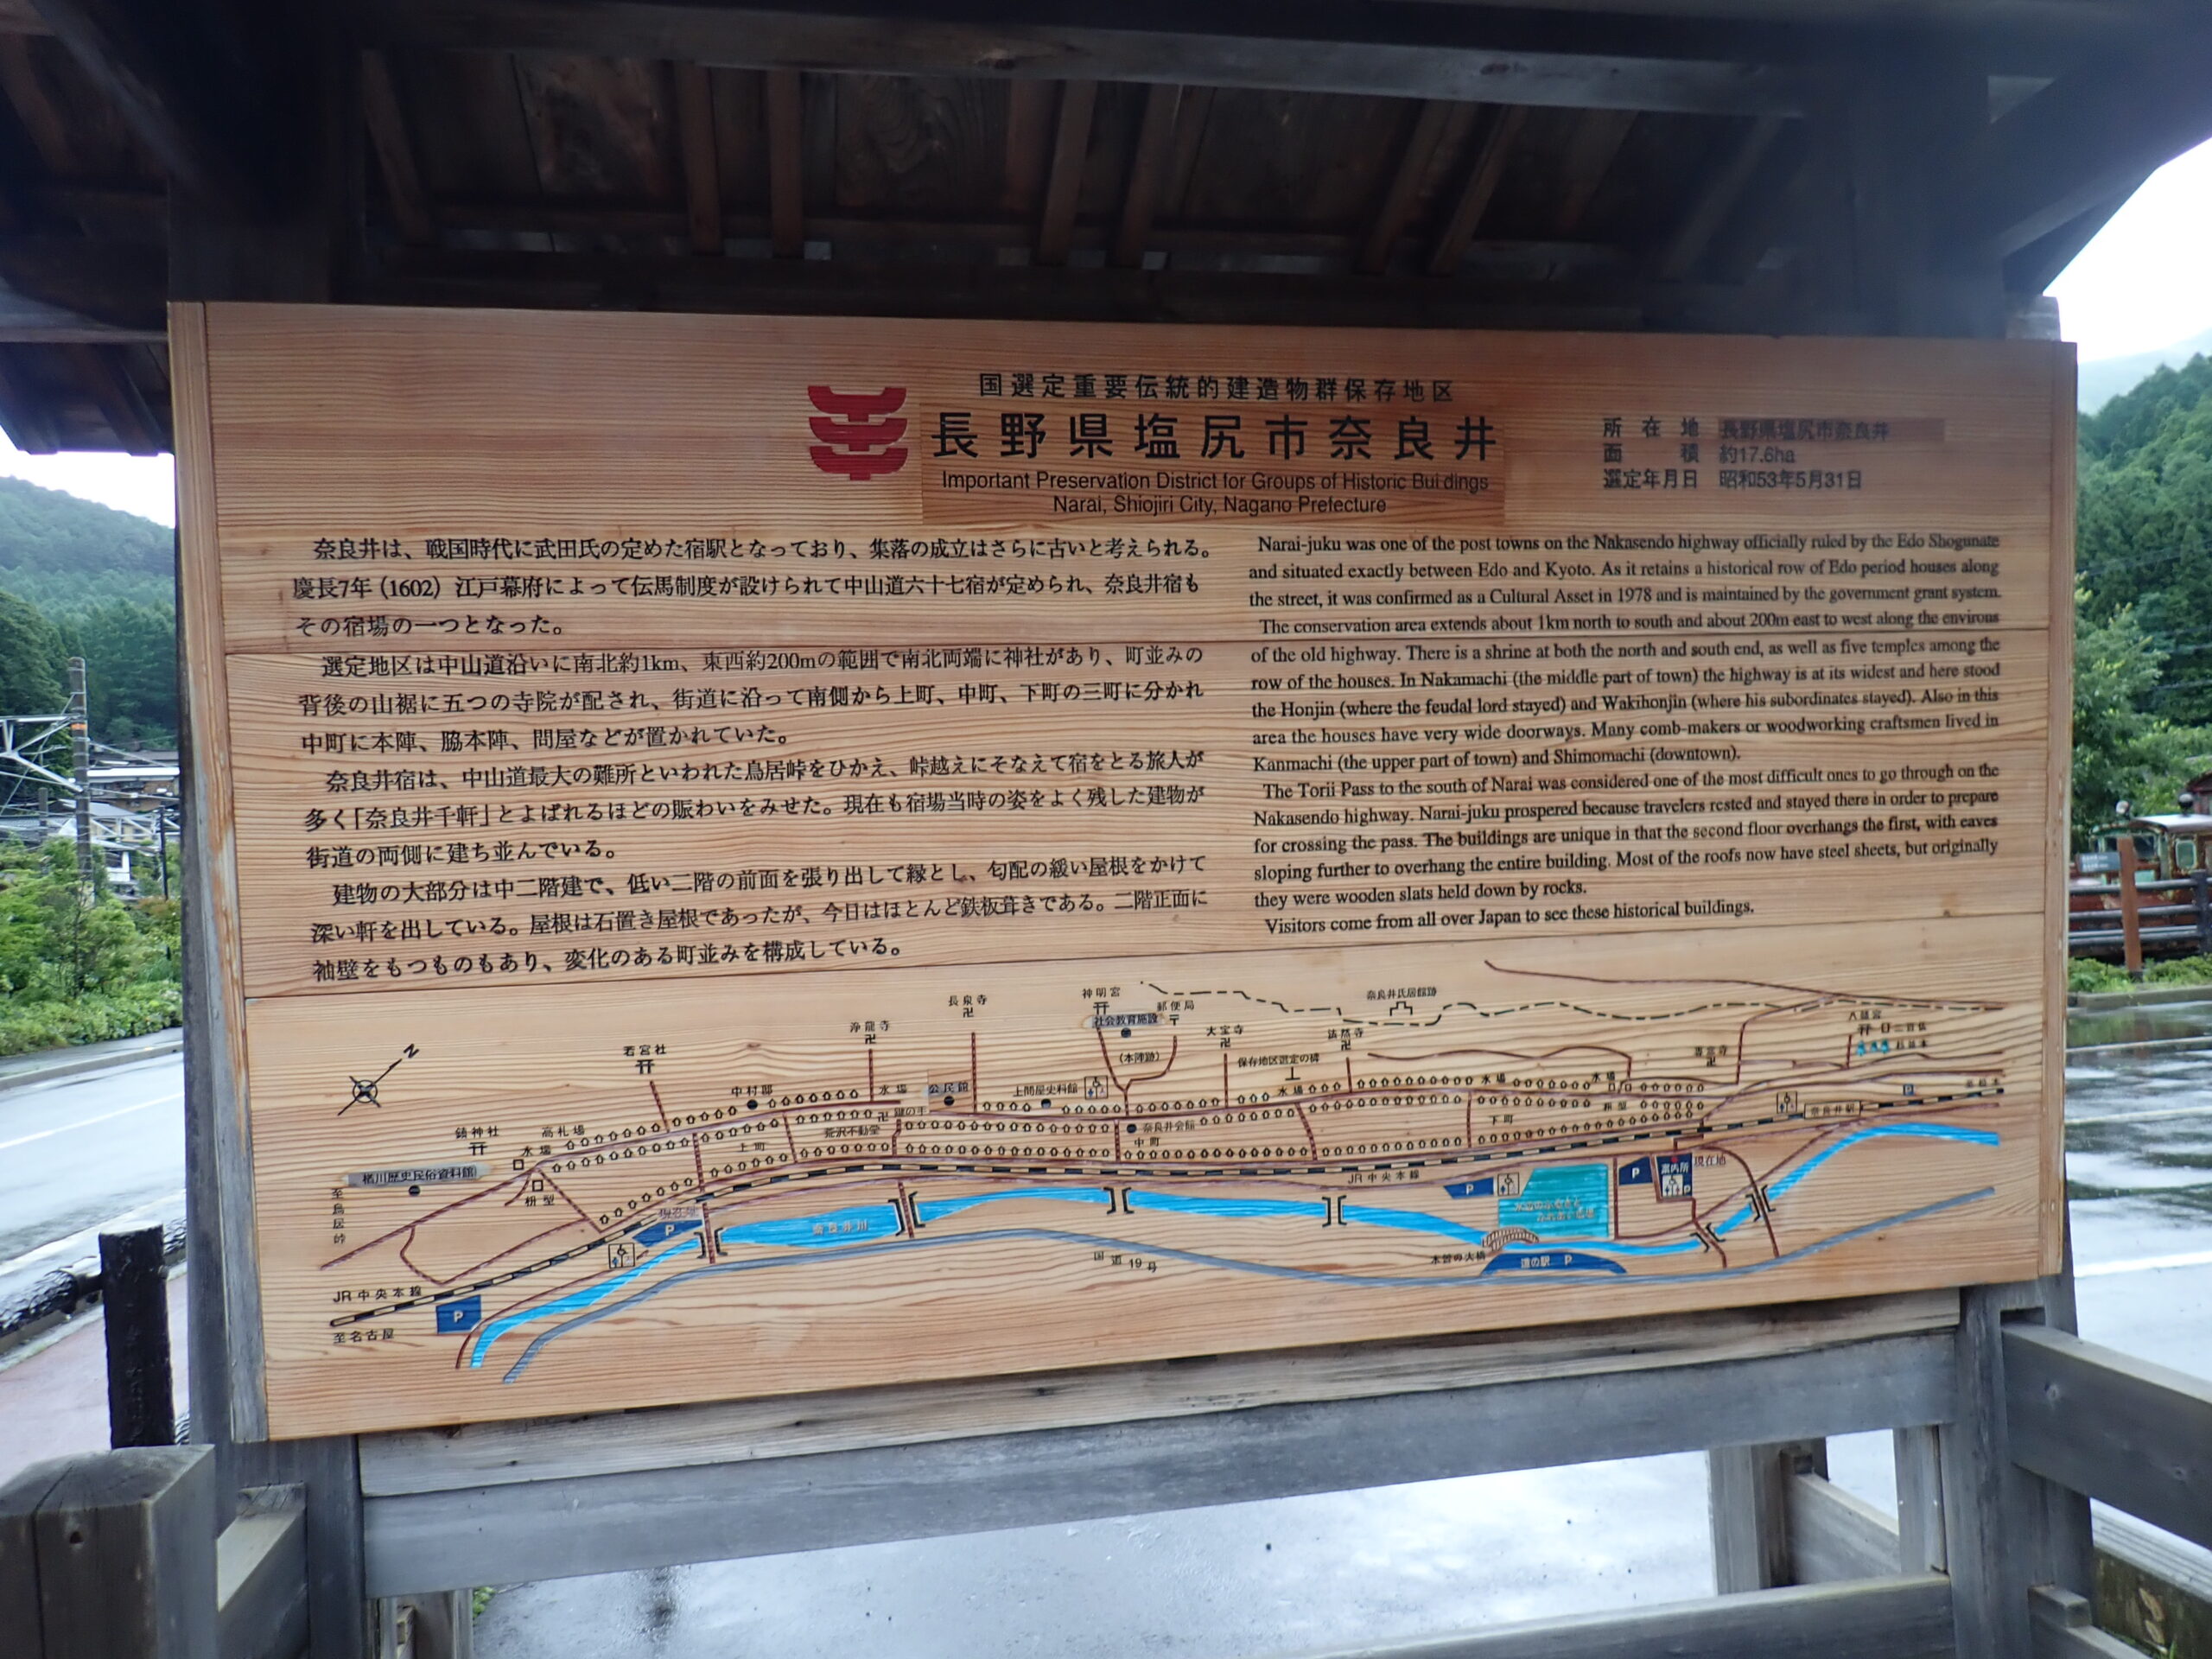 国選定重要伝統的建造物群保存地区
長野県塩尻市奈良井
Important Preservation District for Groups of Historic Buildings
Narai, Shiojiri City, Nagano Prefecture
所在地 長野県塩尻市奈良井
面積 約17.6ha
選定年月日 昭和53年5月31日
奈良井は、戦国時代に武田氏の定めた宿駅となっており、集落の成立はさらに古いと考えられる。
慶長7年(1602)江戸幕府によって伝馬制度が設けられて中山道六十七宿が定められ、奈良井宿も
その宿場の一つとなった。
選定地区は中山道沿いに南北約1km、東西約200mの範囲で南北両端に神社があり、町並みの
背後の山裾に五つの寺院が配され、街道に沿って南側から上町、中町、下町の三町に分かれ
中町に本陣、脇本陣、問屋などが置かれていた。
奈良井宿は、中山道最大の難所といわれた鳥居峠をひかえ、峠越えにそなえて宿をとる旅人が
多く「奈良井千軒」とよばれるほどの賑わいをみせた。現在も宿場当時の姿をよく残した建物が
街道の両側に建ち並んでいる。
建物の大部分は中二階建で、低い二階の前面を張り出して縁とし、勾配の緩い屋根をかけて
深い軒を出している。屋根は石置き屋根であったが、今日はほとんど鉄板葺きである。二階正面に
袖壁をもつものもあり、変化のある町並みを構成している。
Narai-juku was one of the post towns on the Nakasendo highway officially ruled by the Edo Shogunate
and situated exactly between Edo and Kyoto. As it retains a historical row of Edo period houses along
the street, it was confirmed as a Cultural Asset in 1978 and is maintained by the government grant system.
The conservation area extends about 1km north to south and about 200m east to west along the environs
of the old highway. There is a shrine at both the north and south end, as well as five temples among the
row of the houses. In Nakamachi (the middle part of town) the highway is at its widest and here stood
the Honjin (where the feudal lord stayed) and Wakihonjin (where his subordinates stayed). Also in this
area the houses have very wide doorways. Many comb-makers or woodworking craftsmen lived in
Kanmachi (the upper part of town) and Shimomachi (downtown).
The Torii Pass to the south of Narai was considered one of the most difficult ones to go through on the
Nakasendo highway. Narai-juku prospered because travelers rested and stayed there in order to prepare
for crossing the pass. The buildings are unique in that the second floor overhangs the first, with eaves
sloping further to overhang the entire building. Most of the roofs now have steel sheets, but originally
they were wooden slats held down by rocks.
Visitors come from all over Japan to see these historical buildings.
N
長泉寺
神明宮
郵便局
奈良井氏居館跡
社会教育施設
浄龍寺
大宝寺
法然寺
八幡宮
二百体
若宮社
(本陣跡)
保存地区選定の碑
専念寺
中村邸
水場
公民館
上問屋史料館
水場
水場
水場
鍵の手
鎮神社
高札場
水場
荒沢不動堂
上町
奈良井会館
中町
下町
奈良井駅
楢川歴史民俗資料館
枡型
至鳥居峠
JR中央本線
P
案内所
現在地
P
P
P
奈良井川
国道19号
木曽の大橋
道の駅 P
JR中央本線
至名古屋
P